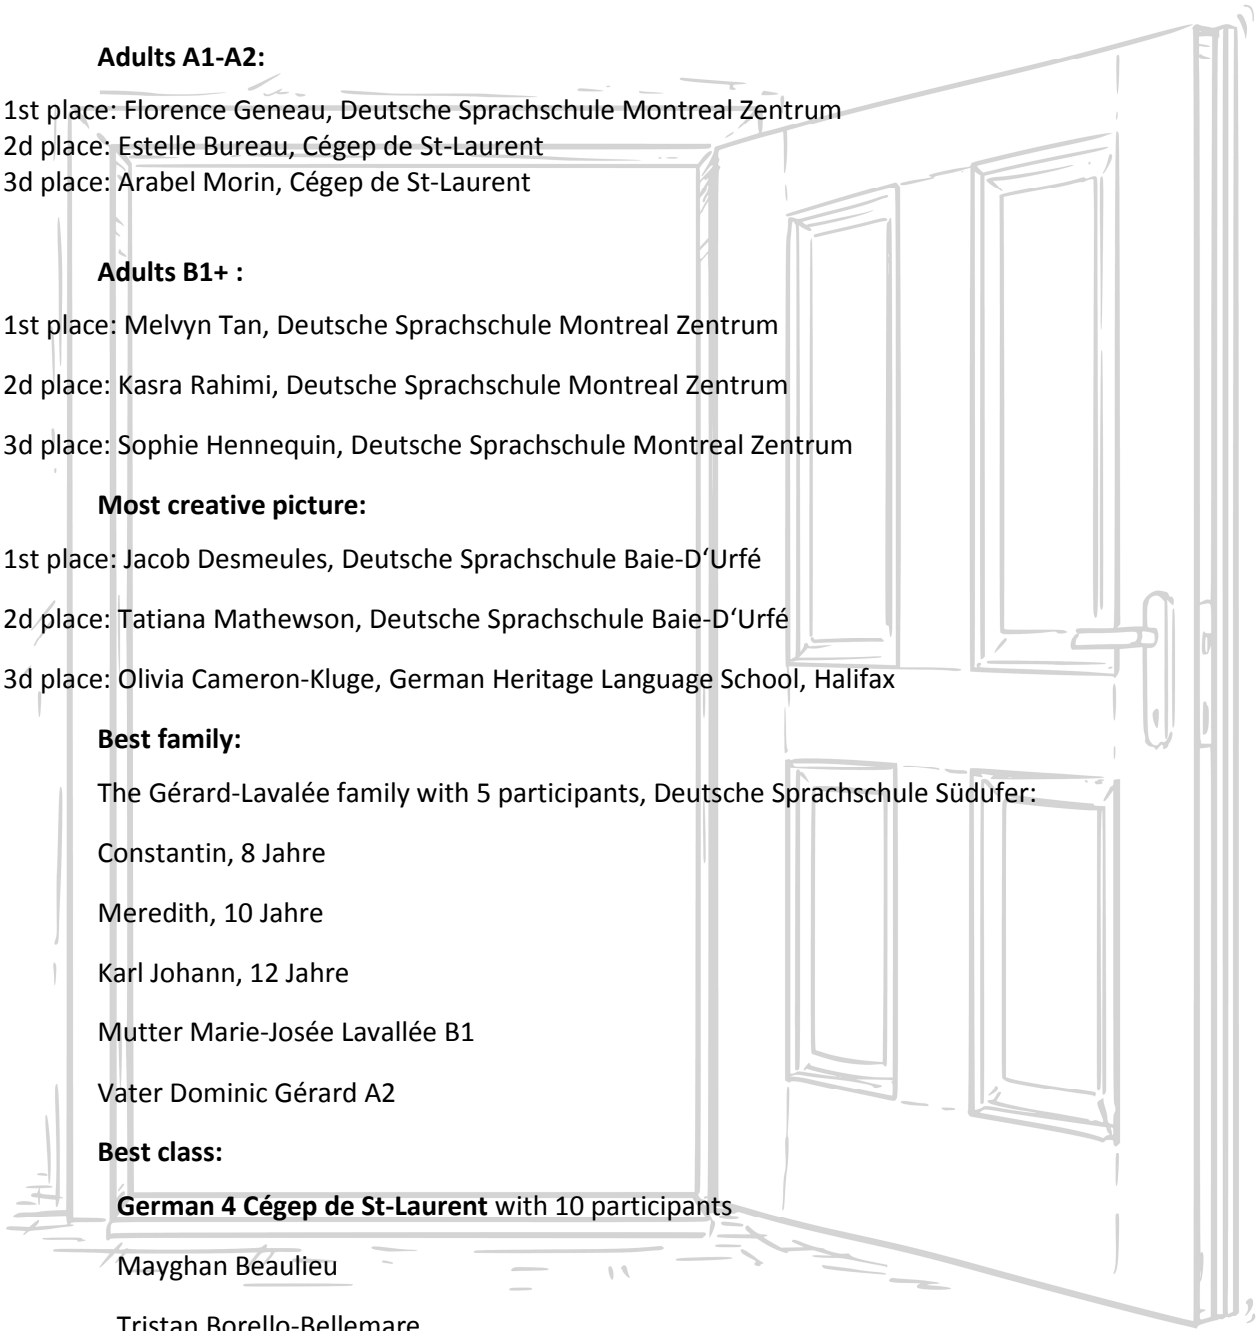 Adults A1-A2:
1st place: Florence Geneau, Deutsche Sprachschule Montreal Zentrum
2d place: Estelle Bureau, Cégep de St-Laurent
3d place: Arabel Morin, Cégep de St-Laurent
Adults B1+ :
1st place: Melvyn Tan, Deutsche Sprachschule Montreal Zentrum
2d place: Kasra Rahimi, Deutsche Sprachschule Montreal Zentrum
3d place: Sophie Hennequin, Deutsche Sprachschule Montreal Zentrum
Most creative picture:
1st place: Jacob Desmeules, Deutsche Sprachschule Baie-D‘Urfé
2d place: Tatiana Mathewson, Deutsche Sprachschule Baie-D‘Urfé
3d place: Olivia Cameron-Kluge, German Heritage Language School, Halifax
Best family:
The Gérard-Lavalée family with 5 participants, Deutsche Sprachschule Südufer:
Constantin, 8 Jahre
Meredith, 10 Jahre
Karl Johann, 12 Jahre
Mutter Marie-Josée Lavallée B1
Vater Dominic Gérard A2
Best class:
German 4 Cégep de St-Laurent with 10 participants
Mayghan Beaulieu
Tristan Borello-Bellemare